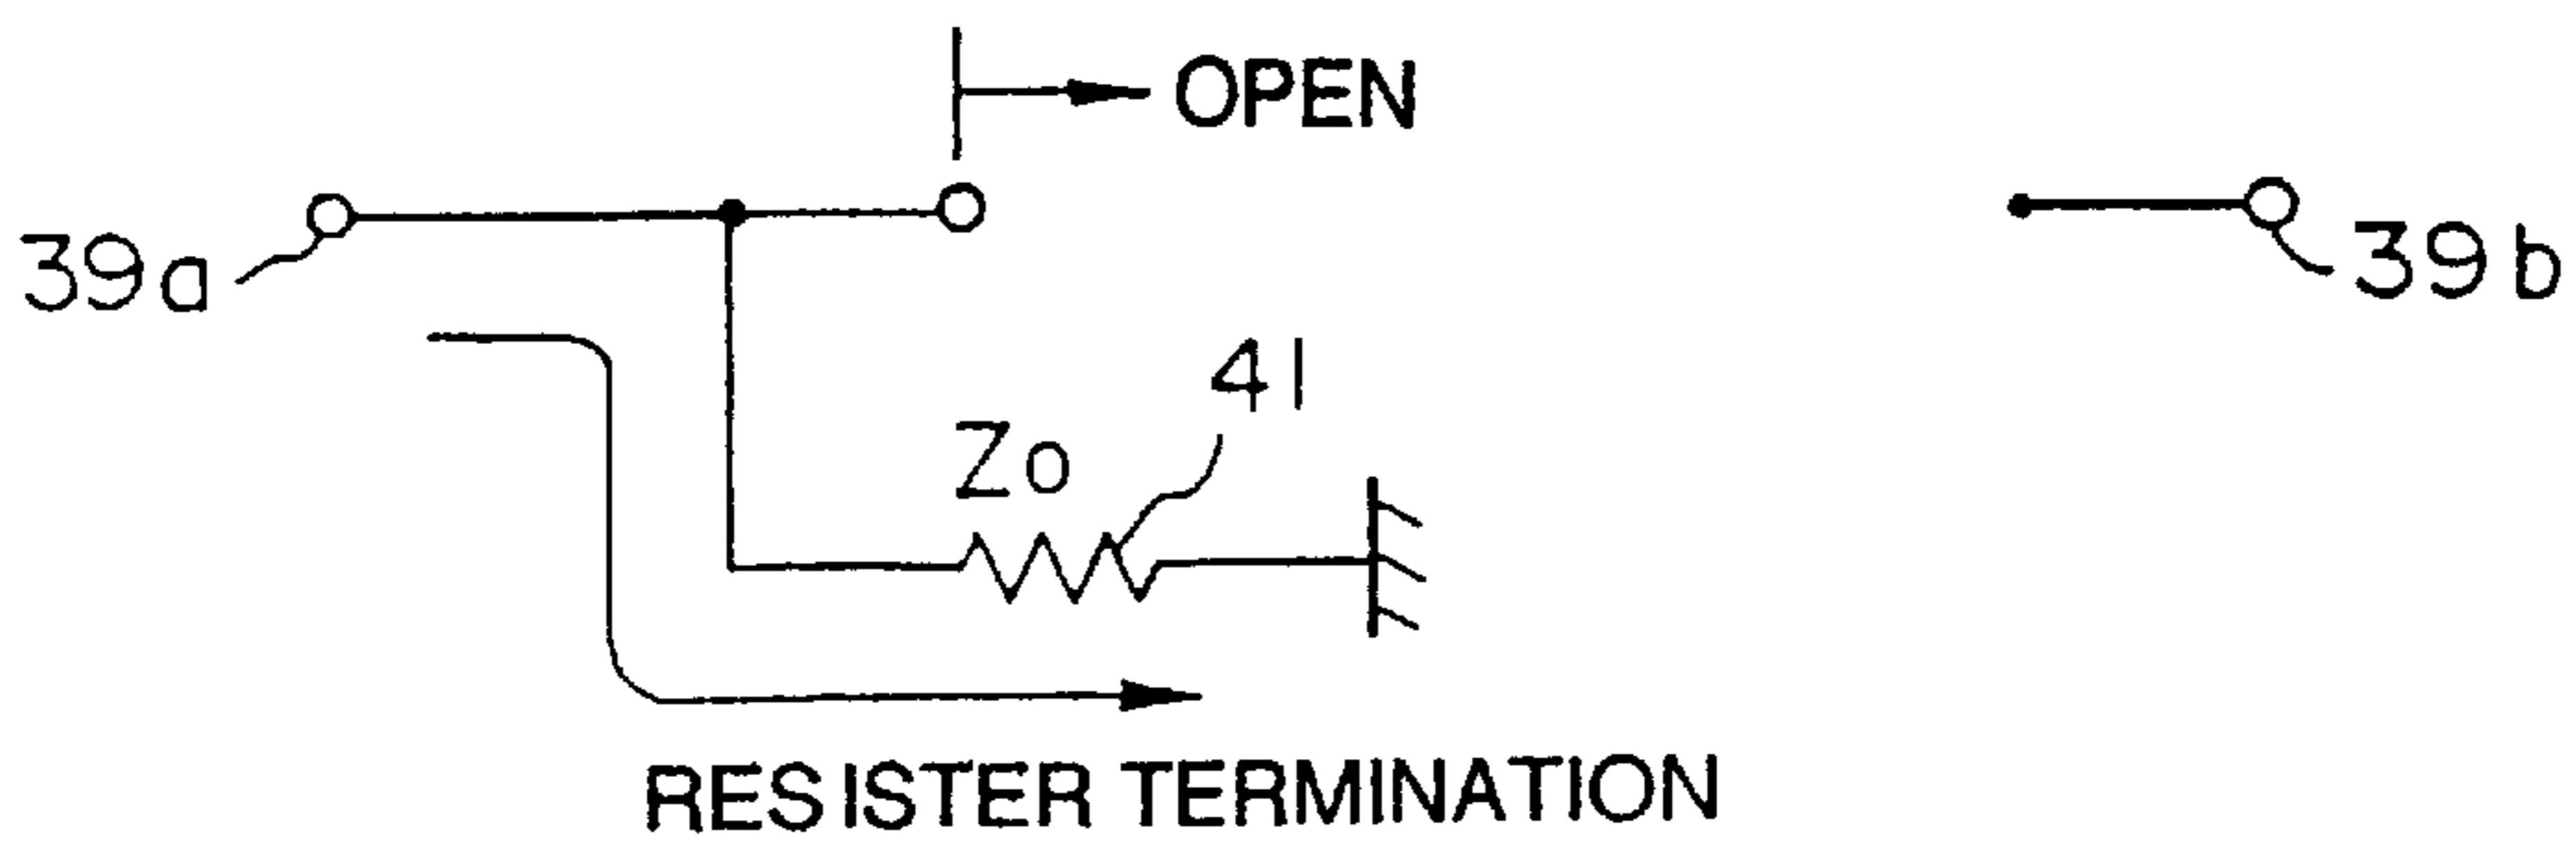 OPEN
39a
39b
41
Zo
RESISTER TERMINATION